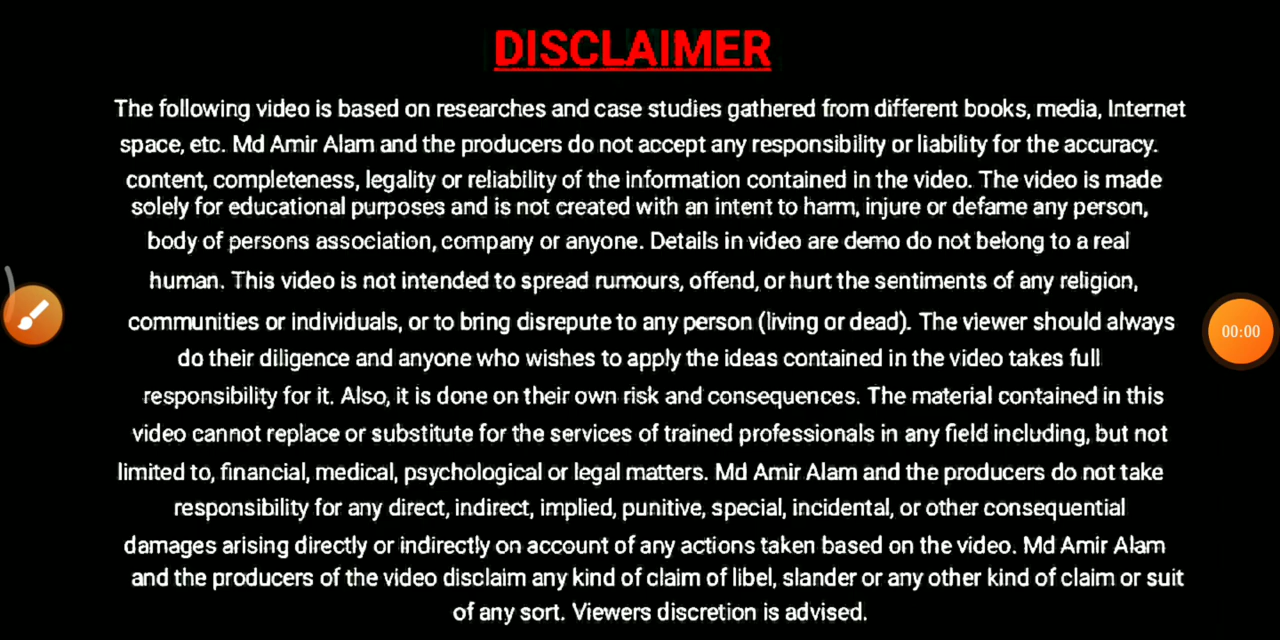 DISCLAIMER
The following video is based on researches and case studies gathered from different books, media, Internet
space, etc. Md Amir Alam and the producers do not accept any responsibility or liability for the accuracy.
content, completeness, legality or reliability of the information contained in the video. The video is made
solely for educational purposes and is not created with an intent to harm, injure or defame any person,
body of persons association, company or anyone. Details in video are demo do not belong to a real
human. This video is not intended to spread rumours, offend, or hurt the sentiments of any religion,
communities or individuals, or to bring disrepute to any person (living or dead). The viewer should always
do their diligence and anyone who wishes to apply the ideas contained in the video takes full
responsibility for it. Also, it is done on their own risk and consequences. The material contained in this
video cannot replace or substitute for the services of trained professionals in any field including, but not
limited to, financial, medical, psychological or legal matters. Md Amir Alam and the producers do not take
responsibility for any direct, indirect, implied, punitive, special, incidental, or other consequential
damages arising directly or indirectly on account of any actions taken based on the video. Md Amir Alam
and the producers of the video disclaim any kind of claim of libel, slander or any other kind of claim or suit
of any sort. Viewers discretion is advised.
00:00